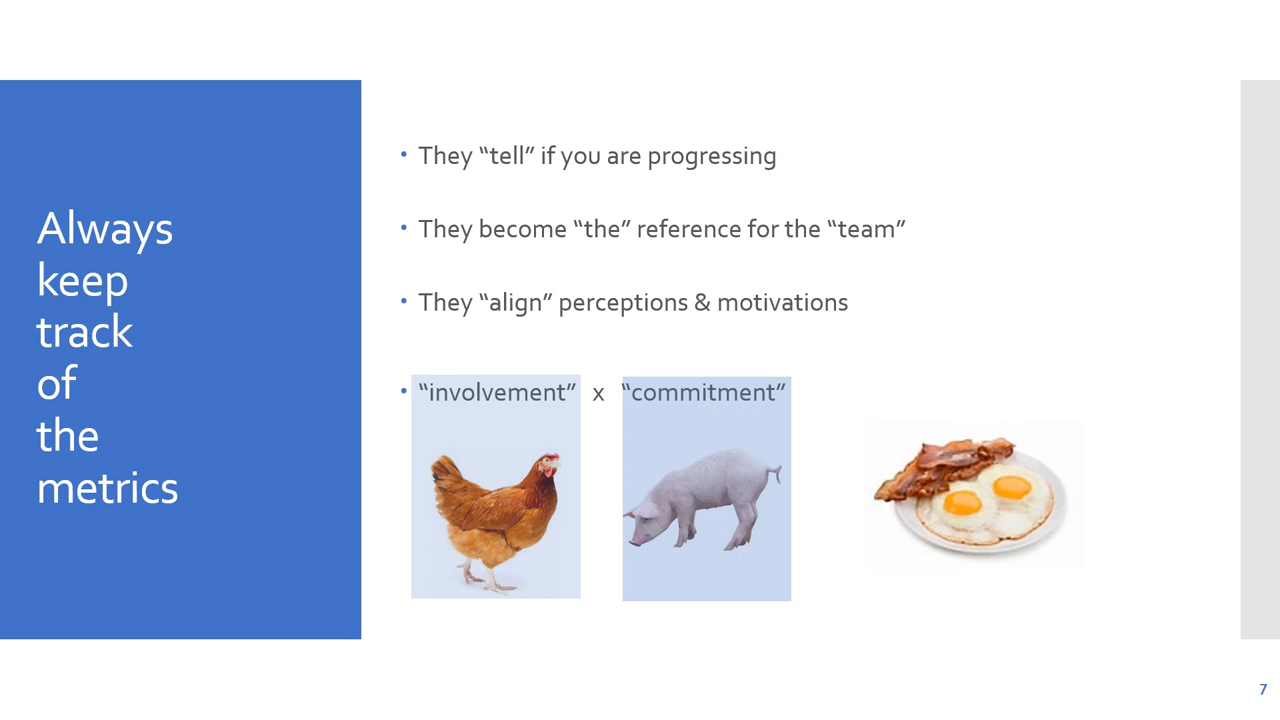 Always
keep
track
of
the
metrics
• They “tell” if you are progressing
• They become “the” reference for the “team”
• They “align” perceptions & motivations
• “involvement” x “commitment”
7